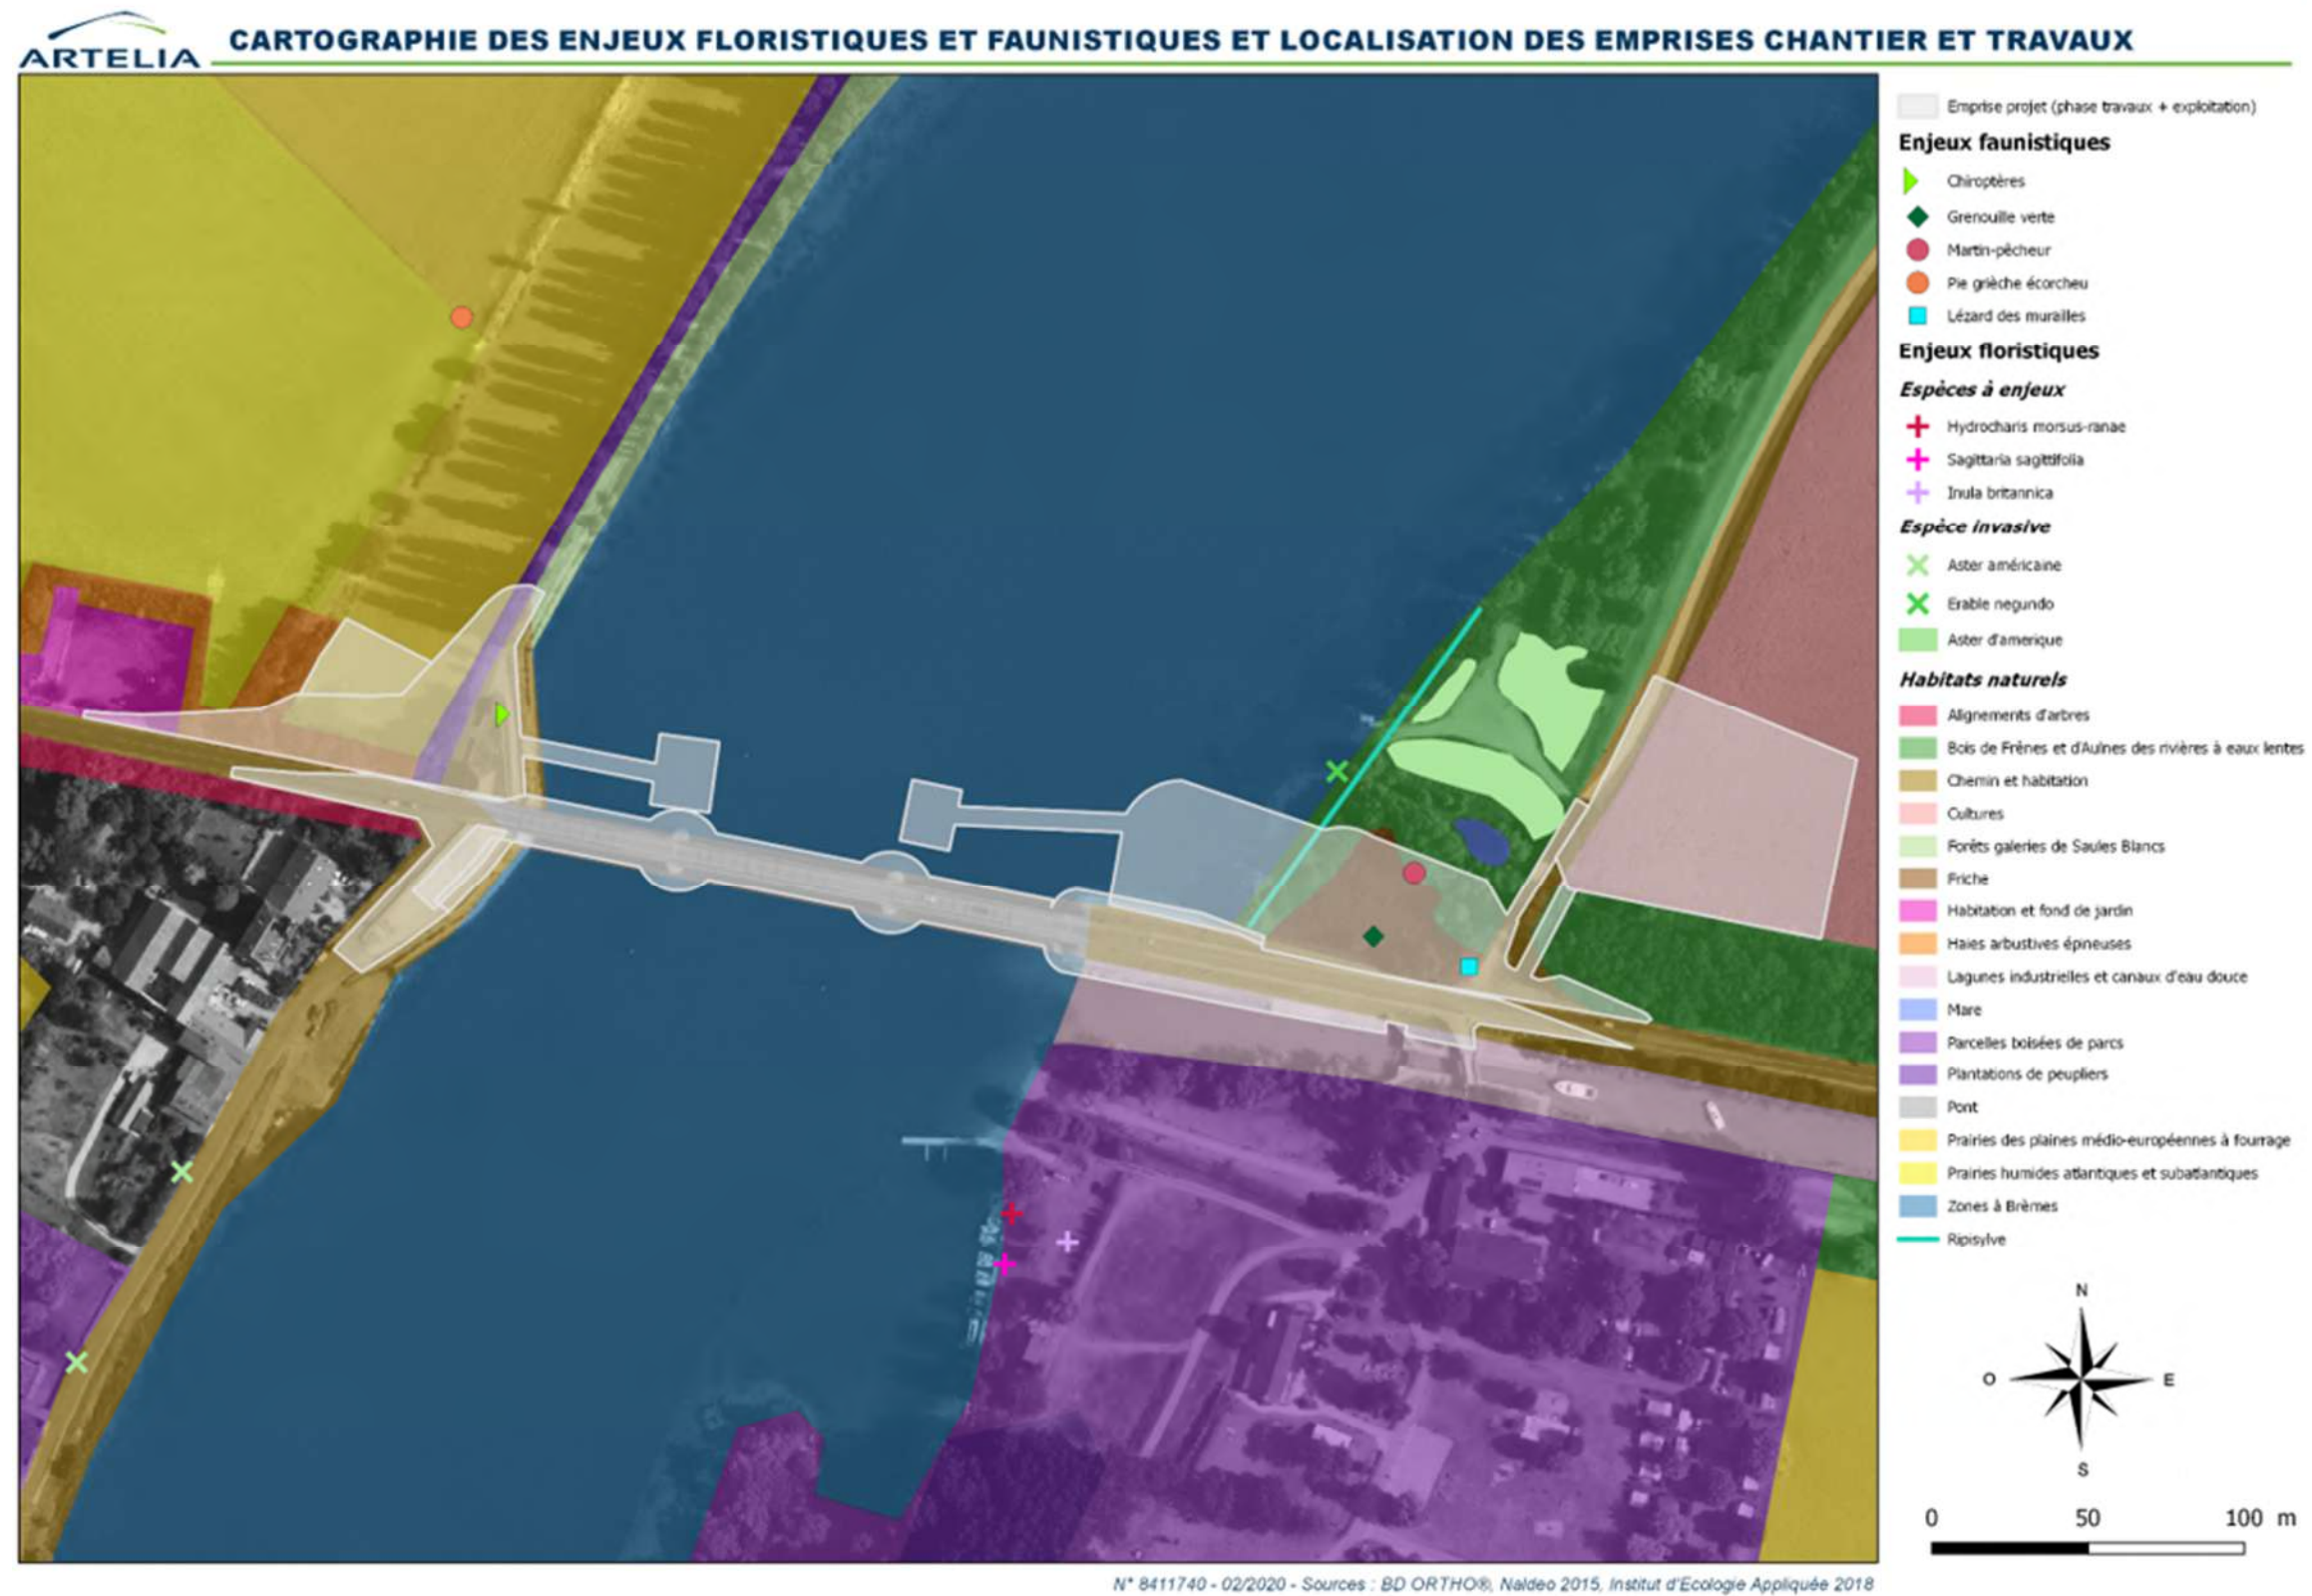 ARTELIA
CARTOGRAPHIE DES ENJEUX FLORISTIQUES ET FAUNISTIQUES ET LOCALISATION DES EMPRISES CHANTIER ET TRAVAUX
Emprise projet (phase travaux + exploitation)
Enjeux faunistiques
Chiroptères
Grenouille verte
Martin-pêcheur
Pie grièche écorcheu
Lézard des murailles
Enjeux floristiques
Espèces à enjeux
Hydrocharis morsus-ranae
Sagittaria sagittifolia
Inula britannica
Espèce invasive
Aster américaine
Erable negundo
Aster d'amerique
Habitats naturels
Alignements d'arbres
Bois de Frênes et d'Aulnes des rivières à eaux lentes
Chemin et habitation
Cultures
Forêts galeries de Saules Blancs
Friche
Habitation et fond de jardin
Haies arbustives épineuses
Lagunes industrielles et canaux d'eau douce
Mare
Parcelles boisées de parcs
Plantations de peupliers
Pont
Prairies des plaines médio-européennes à fourrage
Prairies humides atlantiques et subatlantiques
Zones à Brèmes
Ripisylve
N
O
E
S
0 50 100 m
N° 8411740 - 02/2020 - Sources : BD ORTHO®, Naldeo 2015, Institut d'Ecologie Appliquée 2018